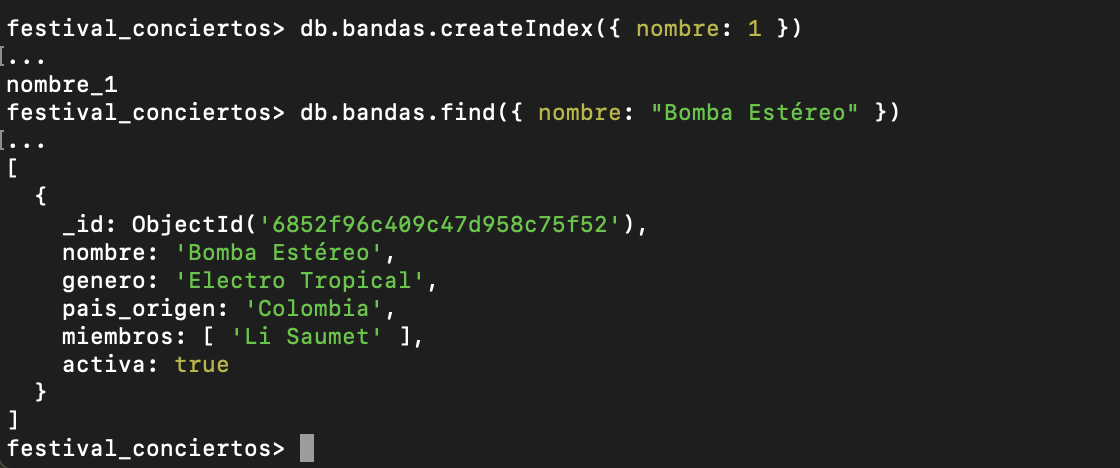 festival_conciertos> db.bandas.createIndex({ nombre: 1 })
...
nombre_1
festival_conciertos> db.bandas.find({ nombre: "Bomba Estéreo" })
...
[
  {
    _id: ObjectId('6852f96c409c47d958c75f52'),
    nombre: 'Bomba Estéreo',
    genero: 'Electro Tropical',
    pais_origen: 'Colombia',
    miembros: [ 'Li Saumet' ],
    activa: true
  }
]
festival_conciertos>